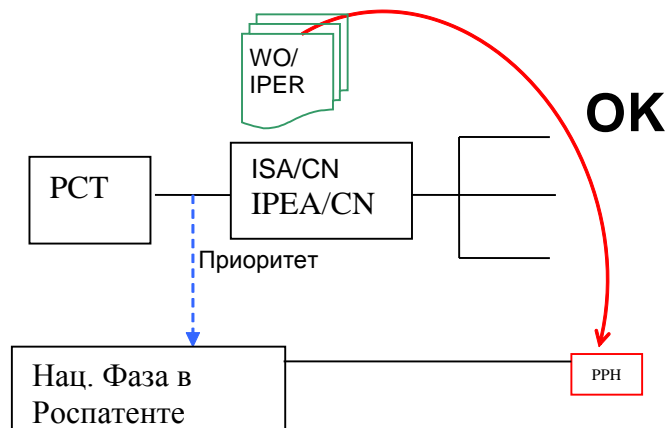 WO/
IPER
OK
PCT
ISA/CN
IPEA/CN
Приоритет
Нац. Фаза в
Роспатенте
PPH